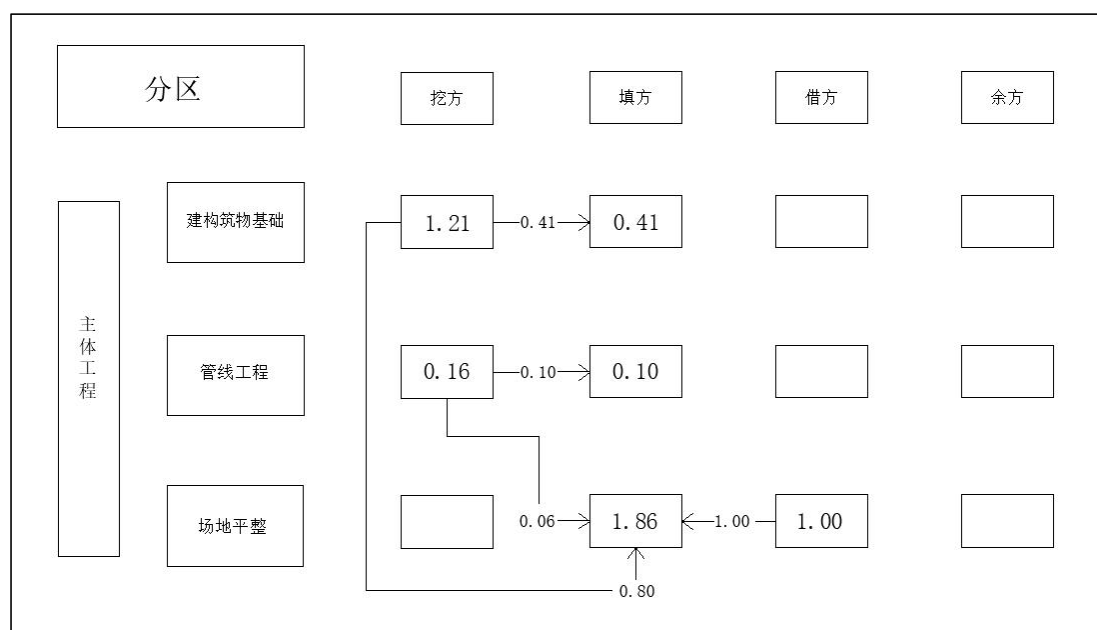 分区
挖方
填方
借方
余方
主体工程
建构筑物基础
1.21
0.41
0.41
管线工程
0.16
0.10
0.10
场地平整
0.06
1.86
1.00
1.00
0.80